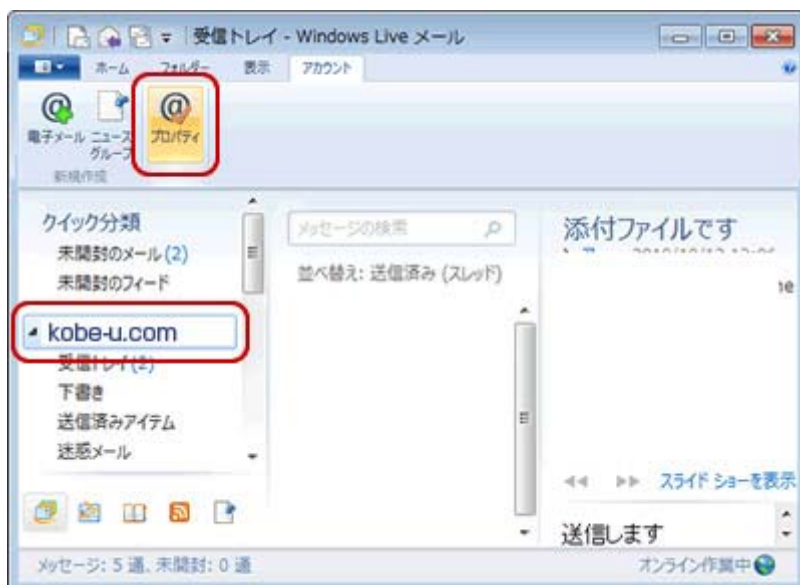 受信トレイ - Windows Live メール
ホーム フォルダー 表示 アカウント
電子メール ニュース プロパティ
グループ
新規作成
クイック分類
未開封のメール (2)
未開封のフィード
kobe-u.com
受信トレイ (2)
下書き
送信済みアイテム
迷惑メール
メッセージの検索
並べ替え: 送信済み (スレッド)
添付ファイルです
スライド ショーを表示
送信します
メッセージ: 5 通、未開封: 0 通
オンライン作業中